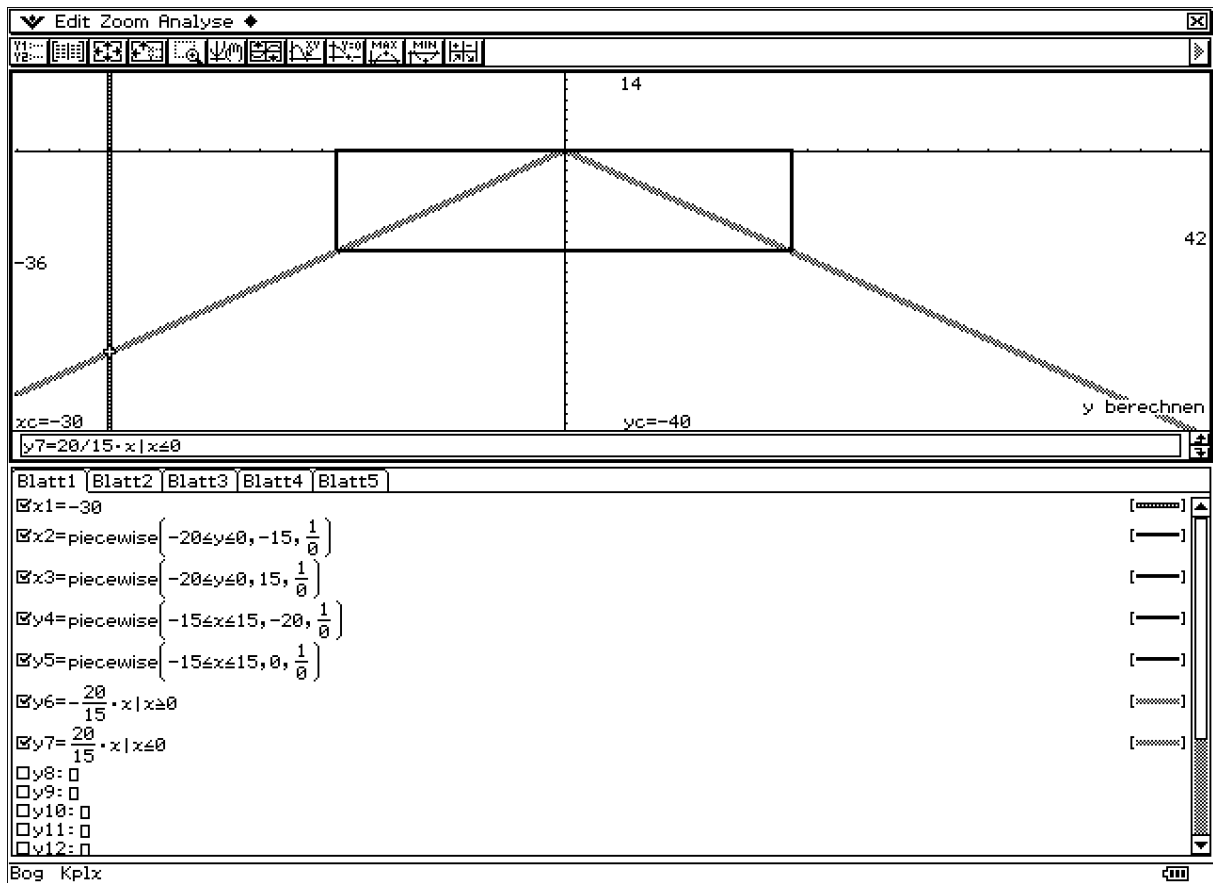 Edit Zoom Analyse
14
42
-36
y berechnen
xc=-30 yc=-40
y7=20/15·x|x≤0
Blatt1 Blatt2 Blatt3 Blatt4 Blatt5
x1=-30
x2=piecewise(-20≤y≤0,-15,1/0)
x3=piecewise(-20≤y≤0,15,1/0)
y4=piecewise(-15≤x≤15,-20,1/0)
y5=piecewise(-15≤x≤15,0,1/0)
y6=-20/15·x|x≥0
y7=20/15·x|x≤0
y8:▯
y9:▯
y10:▯
y11:▯
y12:▯
Bog Kplx